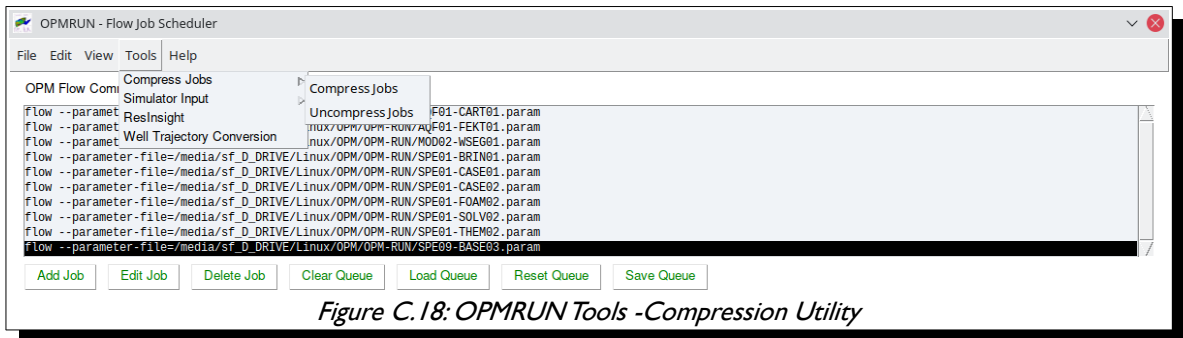 OPMRUN - Flow Job Scheduler
File Edit View Tools Help
OPM Flow Com
Compress Jobs
Simulator Input
ResInsight
Well Trajectory Conversion
Compress Jobs
Uncompress Jobs
flow --paramet F01-CART01.param
flow --paramet nux/OPM/OPM-RUN/AQF01-FEKT01.param
flow --paramet nux/OPM/OPM-RUN/MOD02-WSEG01.param
flow --parameter-file=/media/sf_D_DRIVE/Linux/OPM/OPM-RUN/SPE01-BRIN01.param
flow --parameter-file=/media/sf_D_DRIVE/Linux/OPM/OPM-RUN/SPE01-CASE01.param
flow --parameter-file=/media/sf_D_DRIVE/Linux/OPM/OPM-RUN/SPE01-CASE02.param
flow --parameter-file=/media/sf_D_DRIVE/Linux/OPM/OPM-RUN/SPE01-FOAM02.param
flow --parameter-file=/media/sf_D_DRIVE/Linux/OPM/OPM-RUN/SPE01-SOLV02.param
flow --parameter-file=/media/sf_D_DRIVE/Linux/OPM/OPM-RUN/SPE01-THEM02.param
flow --parameter-file=/media/sf_D_DRIVE/Linux/OPM/OPM-RUN/SPE09-BASE03.param
Add Job Edit Job Delete Job Clear Queue Load Queue Reset Queue Save Queue
Figure C.18: OPMRUN Tools -Compression Utility